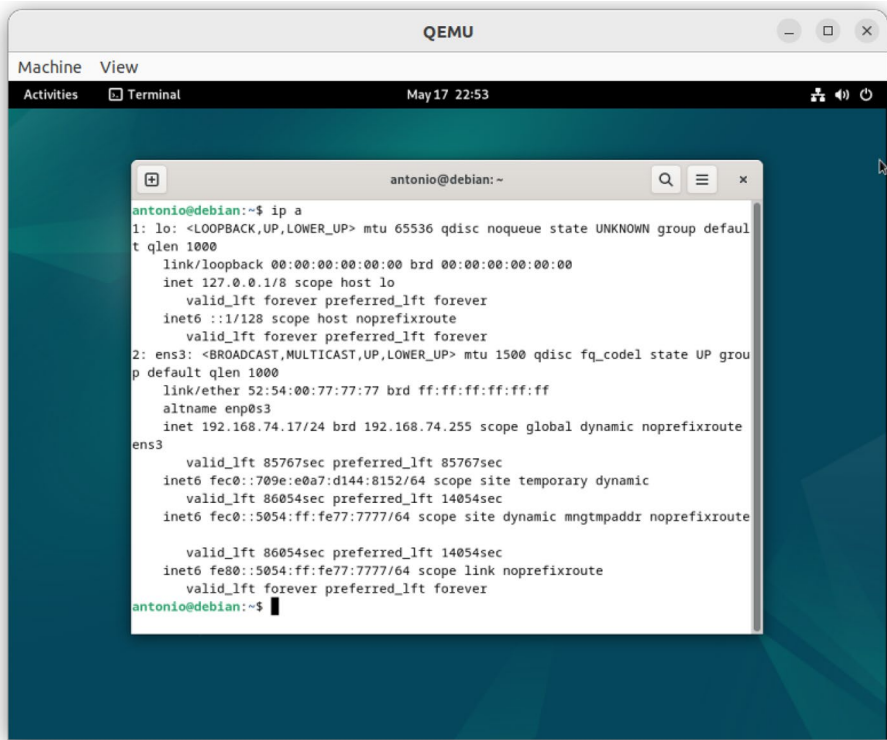 QEMU
Machine View
Activities Terminal May 17 22:53
antonio@debian: ~
antonio@debian:~$ ip a
1: lo: <LOOPBACK,UP,LOWER_UP> mtu 65536 qdisc noqueue state UNKNOWN group defaul
t qlen 1000
    link/loopback 00:00:00:00:00:00 brd 00:00:00:00:00:00
    inet 127.0.0.1/8 scope host lo
       valid_lft forever preferred_lft forever
    inet6 ::1/128 scope host noprefixroute
       valid_lft forever preferred_lft forever
2: ens3: <BROADCAST,MULTICAST,UP,LOWER_UP> mtu 1500 qdisc fq_codel state UP grou
p default qlen 1000
    link/ether 52:54:00:77:77:77 brd ff:ff:ff:ff:ff:ff
    altname enp0s3
    inet 192.168.74.17/24 brd 192.168.74.255 scope global dynamic noprefixroute
ens3
       valid_lft 85767sec preferred_lft 85767sec
    inet6 fec0::709e:e0a7:d144:8152/64 scope site temporary dynamic
       valid_lft 86054sec preferred_lft 14054sec
    inet6 fec0::5054:ff:fe77:7777/64 scope site dynamic mngtmpaddr noprefixroute
       valid_lft 86054sec preferred_lft 14054sec
    inet6 fe80::5054:ff:fe77:7777/64 scope link noprefixroute
       valid_lft forever preferred_lft forever
antonio@debian:~$